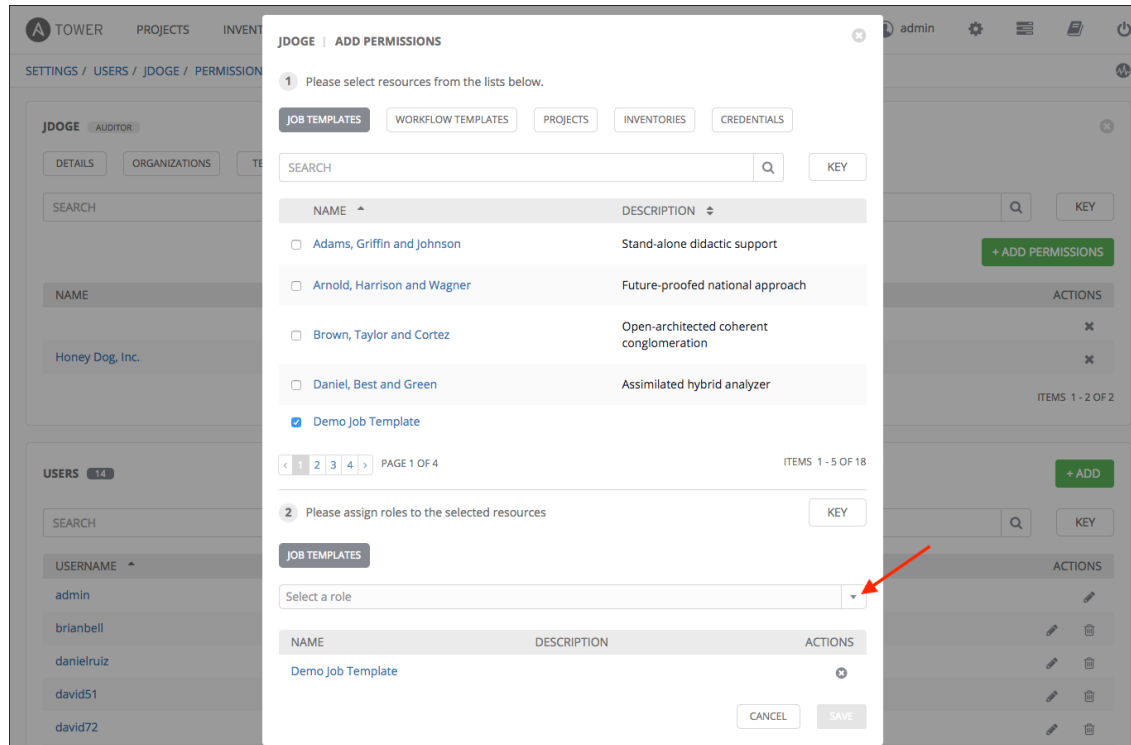 TOWER PROJECTS INVENT admin
SETTINGS / USERS / JDOGE / PERMISSION
JDOGE AUDITOR
DETAILS ORGANIZATIONS TE
SEARCH KEY
+ ADD PERMISSIONS
NAME ACTIONS
Honey Dog, Inc.
ITEMS 1 - 2 OF 2
USERS 14
+ ADD
SEARCH KEY
USERNAME ACTIONS
admin
brianbell
danielruiz
david51
david72
JDOGE | ADD PERMISSIONS
1 Please select resources from the lists below.
JOB TEMPLATES WORKFLOW TEMPLATES PROJECTS INVENTORIES CREDENTIALS
SEARCH KEY
NAME DESCRIPTION
Adams, Griffin and Johnson Stand-alone didactic support
Arnold, Harrison and Wagner Future-proofed national approach
Brown, Taylor and Cortez Open-architected coherent
conglomeration
Daniel, Best and Green Assimilated hybrid analyzer
Demo Job Template
< 1 2 3 4 > PAGE 1 OF 4 ITEMS 1 - 5 OF 18
2 Please assign roles to the selected resources KEY
JOB TEMPLATES
Select a role
NAME DESCRIPTION ACTIONS
Demo Job Template
CANCEL SAVE